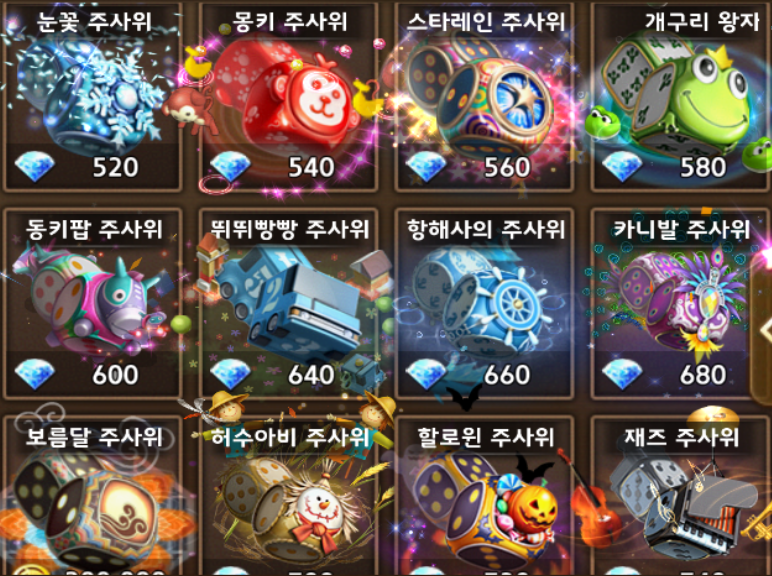 눈꽃 주사위
몽키 주사위
스타레인 주사위
개구리 왕자
520
540
560
580
동키팝 주사위
뛰뛰빵빵 주사위
항해사의 주사위
카니발 주사위
600
640
660
680
보름달 주사위
허수아비 주사위
할로윈 주사위
재즈 주사위